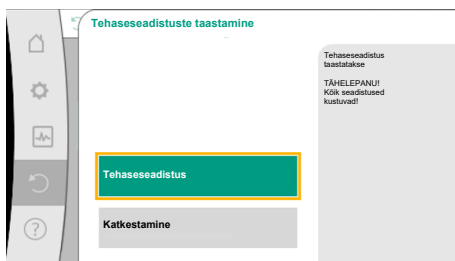 Tehaseseadistuste taastamine
Tehaseseadistus
taastatakse
TÄHELEPANU!
Kõik seadistused
kustuvad!
Tehaseseadistus
Katkestamine
?